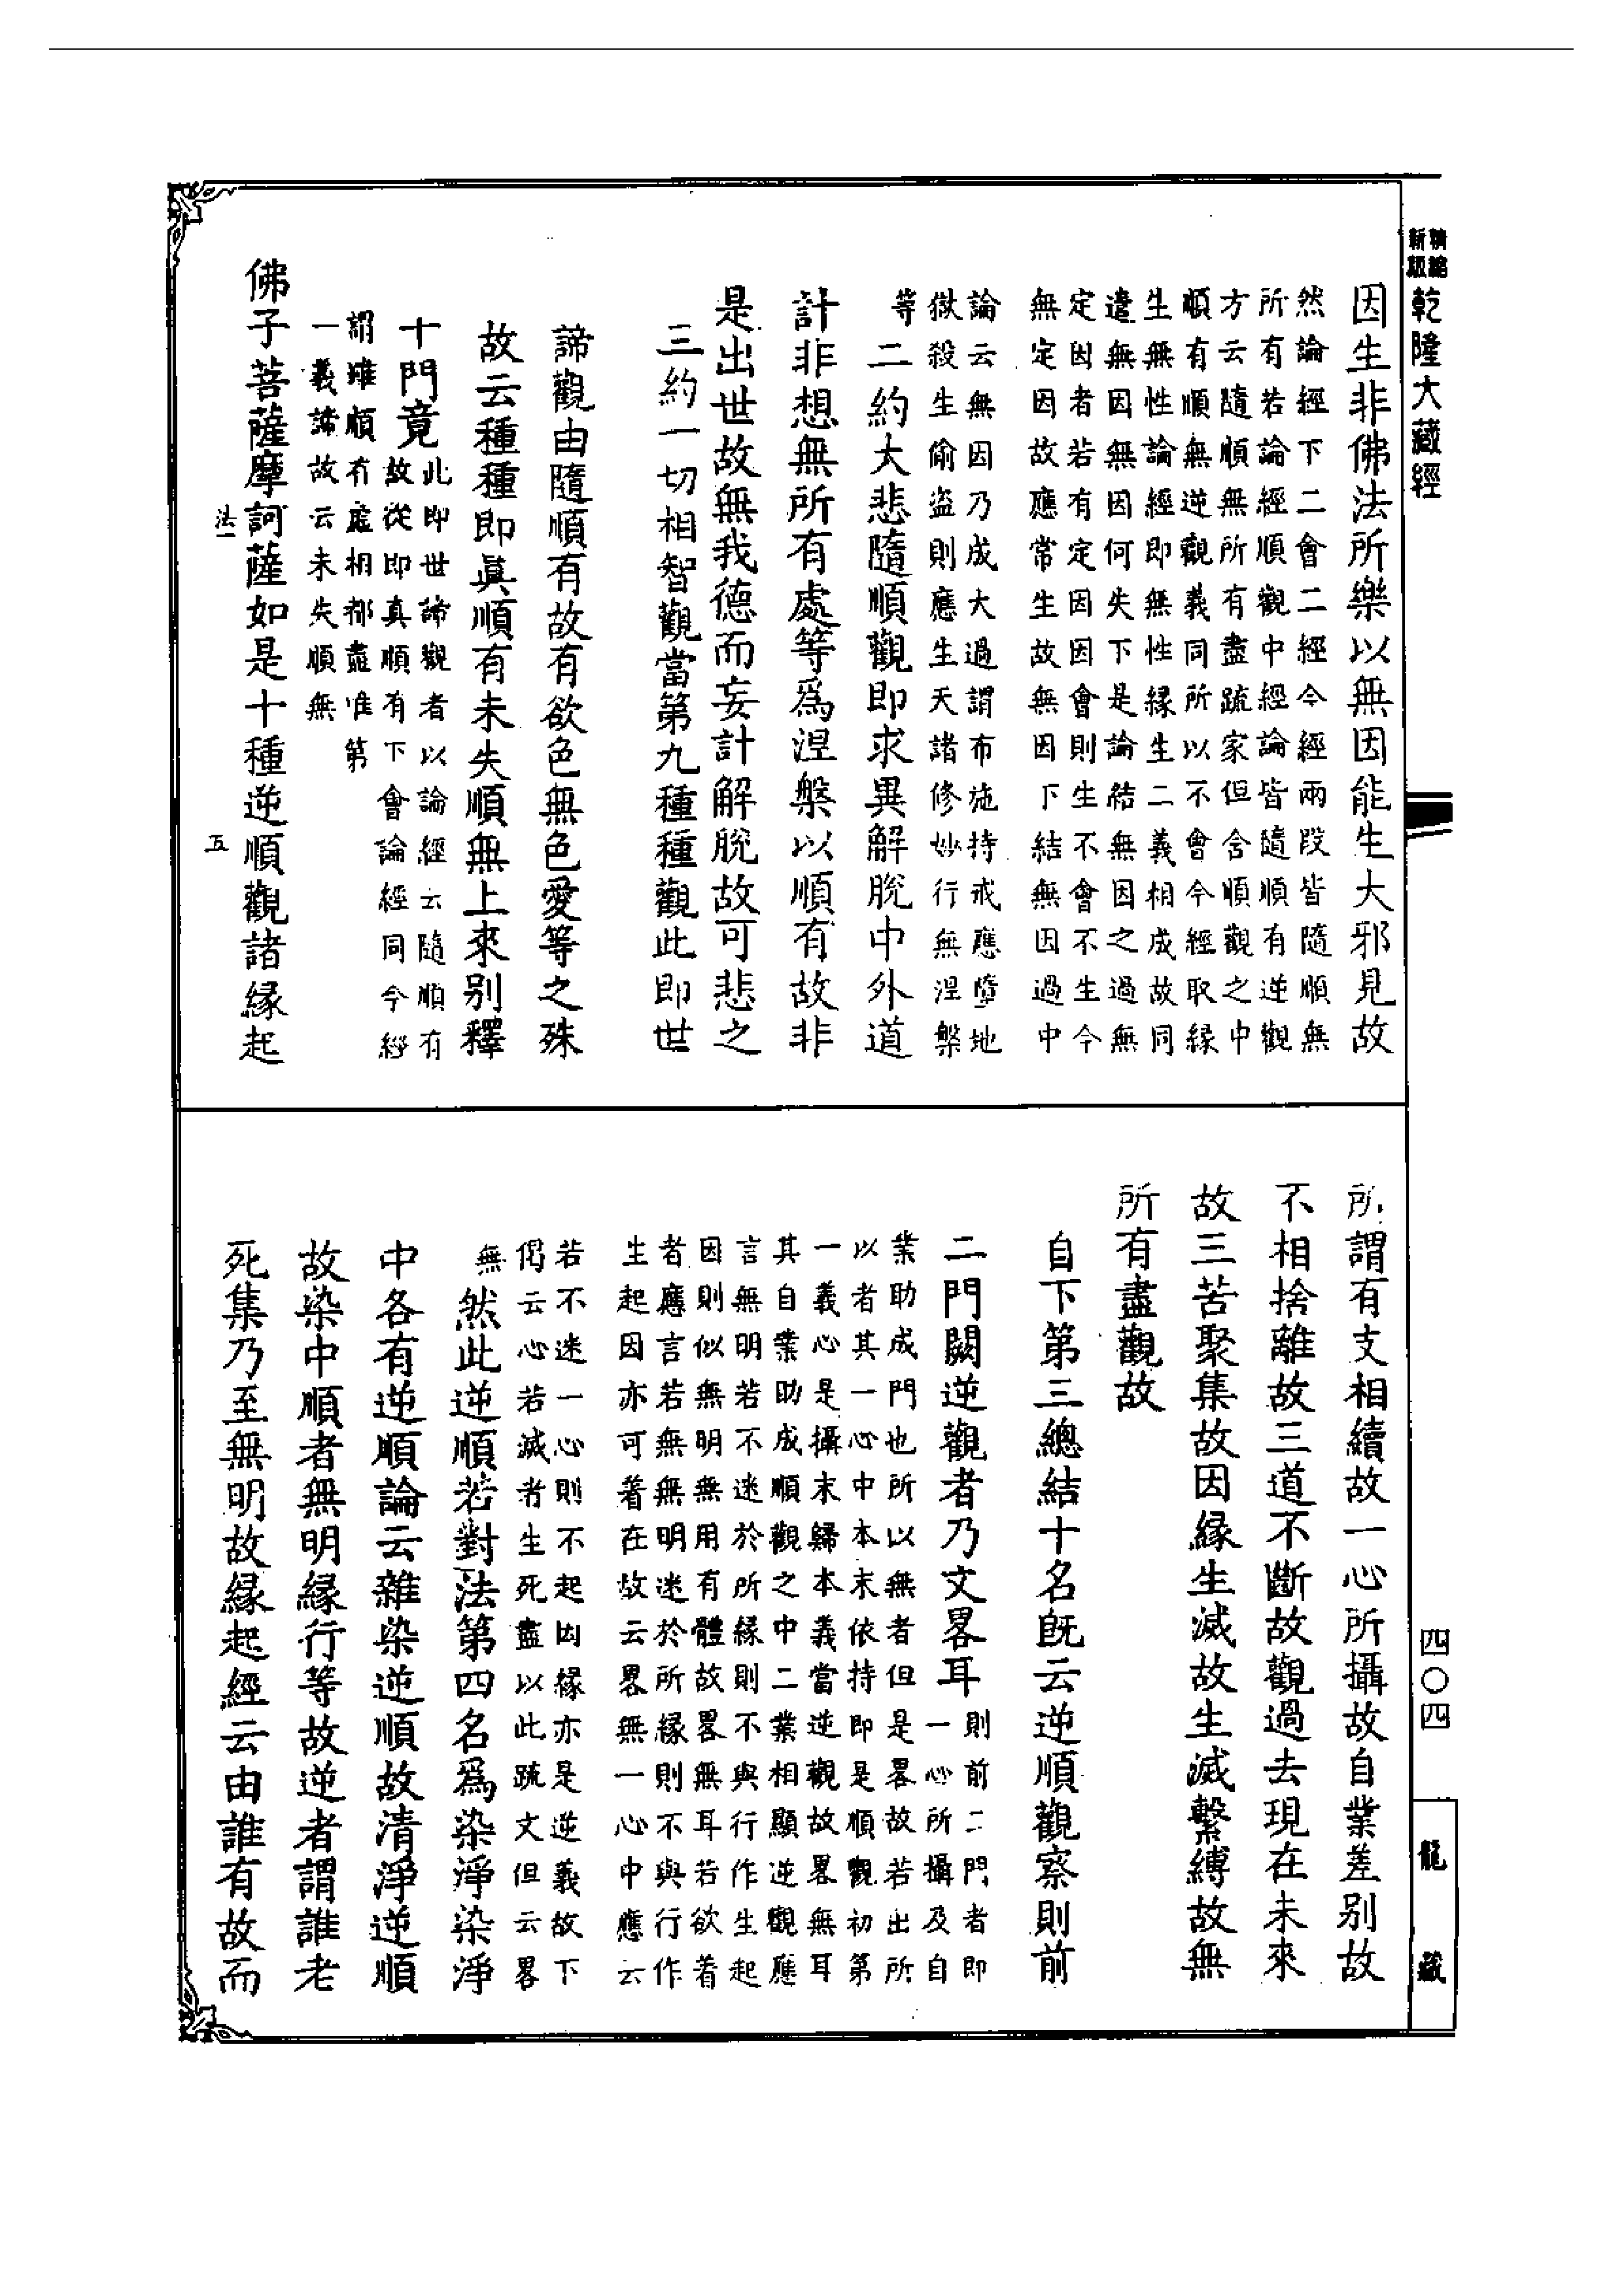 精編
新版
乾隆大藏經
因生非佛法所樂以無因能生大邪見故
然論經下二會二經今經兩段皆隨順無
所有若論經順觀中經論皆隨順有逆觀
方云隨順無所有盡疏家但合順觀之中
順有順無逆觀義同所以不會今經取緣
生無性論經即無性緣生二義相成故同
遣無因無因何失下是論結無因之過無
定因者若有定因因會則生不會不生今
無定因故應常生故無因下結無因過中
論云無因乃成大過謂布施持戒應墮地
獄殺生偷盜則應生天諸修妙行無涅槃
等
二約大悲隨順觀即求異解脫中外道
計非想無所有處等爲涅槃以順有故非
是出世故無我德而妄計解脫故可悲之
三約一切相智觀當第九種種觀此即世
諦觀由隨順有故有欲色無色愛等之殊
故云種種即眞順有未失順無上來别釋
十門竟
此即世諦觀者以論經云隨順有
故從即真順有下會論經同今經
謂雖順有虛相都盡唯第
一義諦故云未失順無
佛子菩薩摩訶薩如是十種逆順觀諸緣起
法一
五
所謂有支相續故一心所攝故自業差别故
不相捨離故三道不斷故觀過去現在未來
故三苦聚集故因緣生滅故生滅繫縛故無
所有盡觀故
自下第三總結十名旣云逆順觀察則前
二門闕逆觀者乃文畧耳
則前二門者即
一心所攝及自
業助成門也所以無者但是畧故若出所
以者其一心中本末依持即是順觀初第
一義心是攝末歸本義當逆觀故畧無耳
其自業助成順觀之中二業相顯逆觀應
言無明若不迷於所緣則不與行作生起
因則似無明無用有體故畧無耳若欲着
者應言若無無明迷於所緣則不與行作
生起因亦可著在故云畧無一心中應云
若不迷一心則不起因緣亦是逆義故下
偈云心若滅者生死盡以此疏文但云畧
無
然此逆順若對法第四名爲染淨染淨
中各有逆順論云雜染逆順故清淨逆順
故染中順者無明緣行等故逆者謂誰老
死集乃至無明故緣起經云由誰有故而
四〇四
龍藏